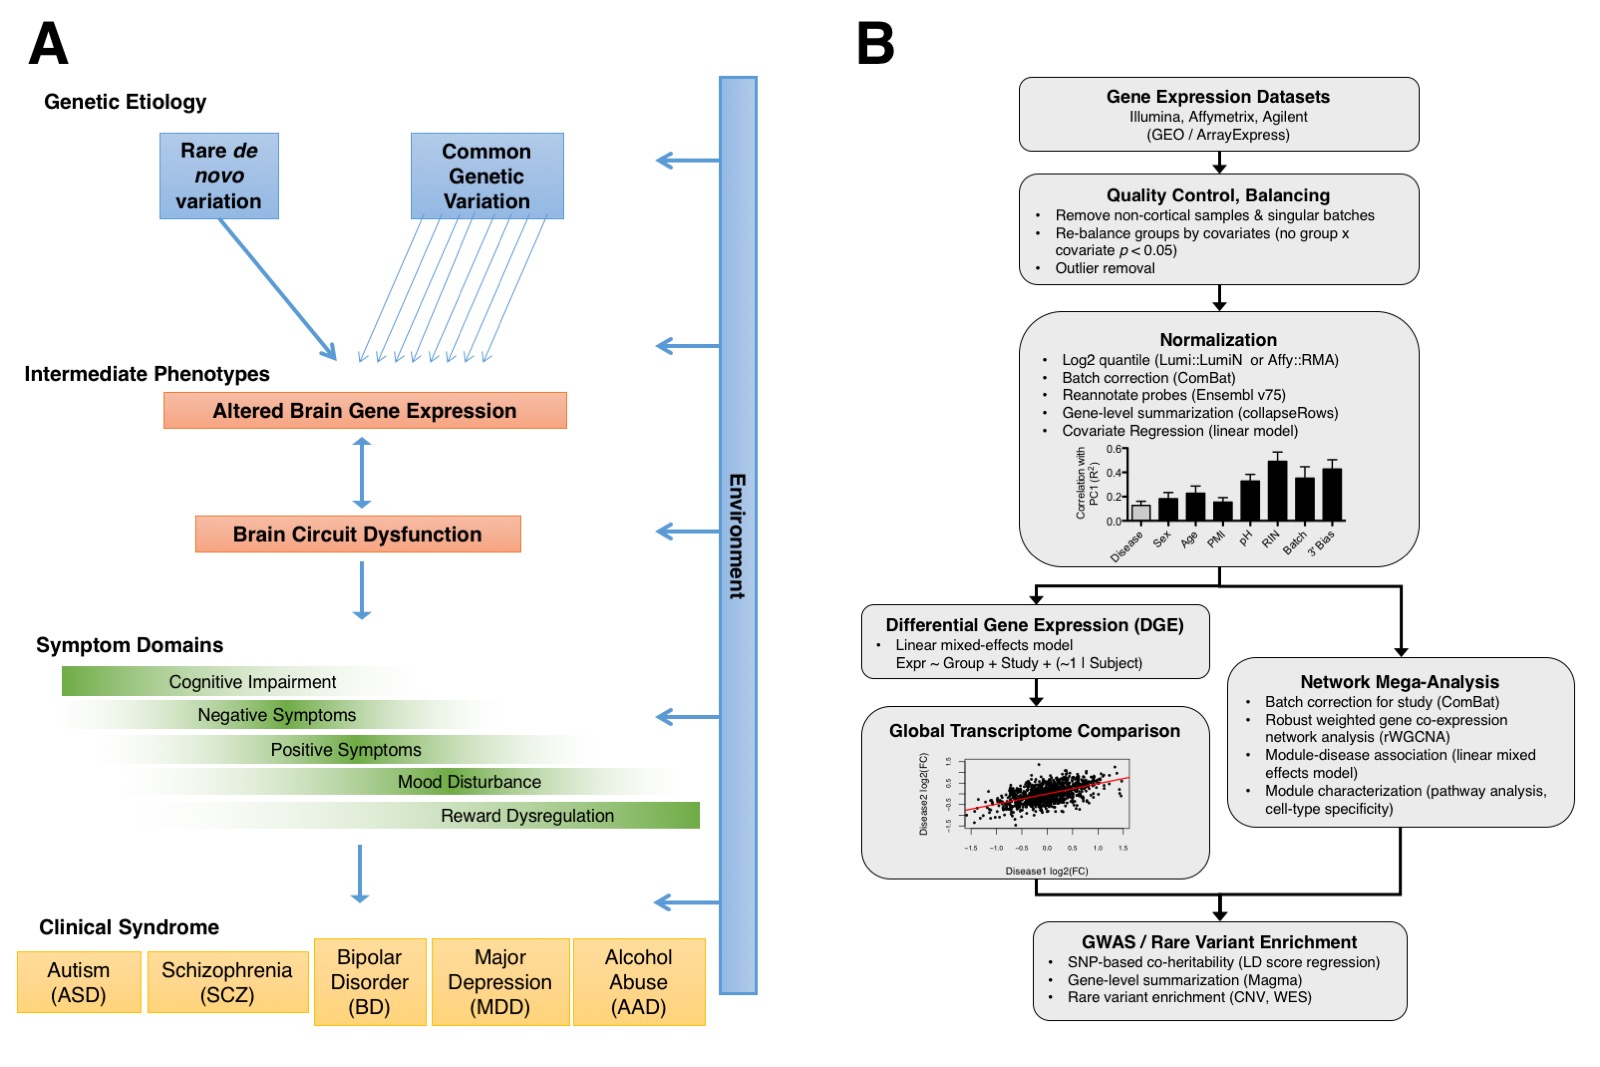 A
Genetic Etiology
Rare de
novo
variation
Common
Genetic
Variation
Intermediate Phenotypes
Altered Brain Gene Expression
Brain Circuit Dysfunction
Environment
Symptom Domains
Cognitive Impairment
Negative Symptoms
Positive Symptoms
Mood Disturbance
Reward Dysregulation
Clinical Syndrome
Autism
(ASD)
Schizophrenia
(SCZ)
Bipolar
Disorder
(BD)
Major
Depression
(MDD)
Alcohol
Abuse
(AAD)
B
Gene Expression Datasets
Illumina, Affymetrix, Agilent
(GEO / ArrayExpress)
Quality Control, Balancing
• Remove non-cortical samples & singular batches
• Re-balance groups by covariates (no group x
covariate p < 0.05)
• Outlier removal
Normalization
• Log2 quantile (Lumi::LumiN or Affy::RMA)
• Batch correction (ComBat)
• Reannotate probes (Ensembl v75)
• Gene-level summarization (collapseRows)
• Covariate Regression (linear model)
Correlation with
PC1 (R²)
0.6
0.4
0.2
0.0
Disease
Sex
Age
PMI
pH
RIN
Batch
3' Bias
Differential Gene Expression (DGE)
• Linear mixed-effects model
Expr ~ Group + Study + (~1 | Subject)
Global Transcriptome Comparison
Disease2 log2(FC)
1.5
0.5
−0.5
−1.5
−1.5 −1.0 −0.5 0.0 0.5 1.0 1.5
Disease1 log2(FC)
Network Mega-Analysis
• Batch correction for study (ComBat)
• Robust weighted gene co-expression
network analysis (rWGCNA)
• Module-disease association (linear mixed
effects model)
• Module characterization (pathway analysis,
cell-type specificity)
GWAS / Rare Variant Enrichment
• SNP-based co-heritability (LD score regression)
• Gene-level summarization (Magma)
• Rare variant enrichment (CNV, WES)